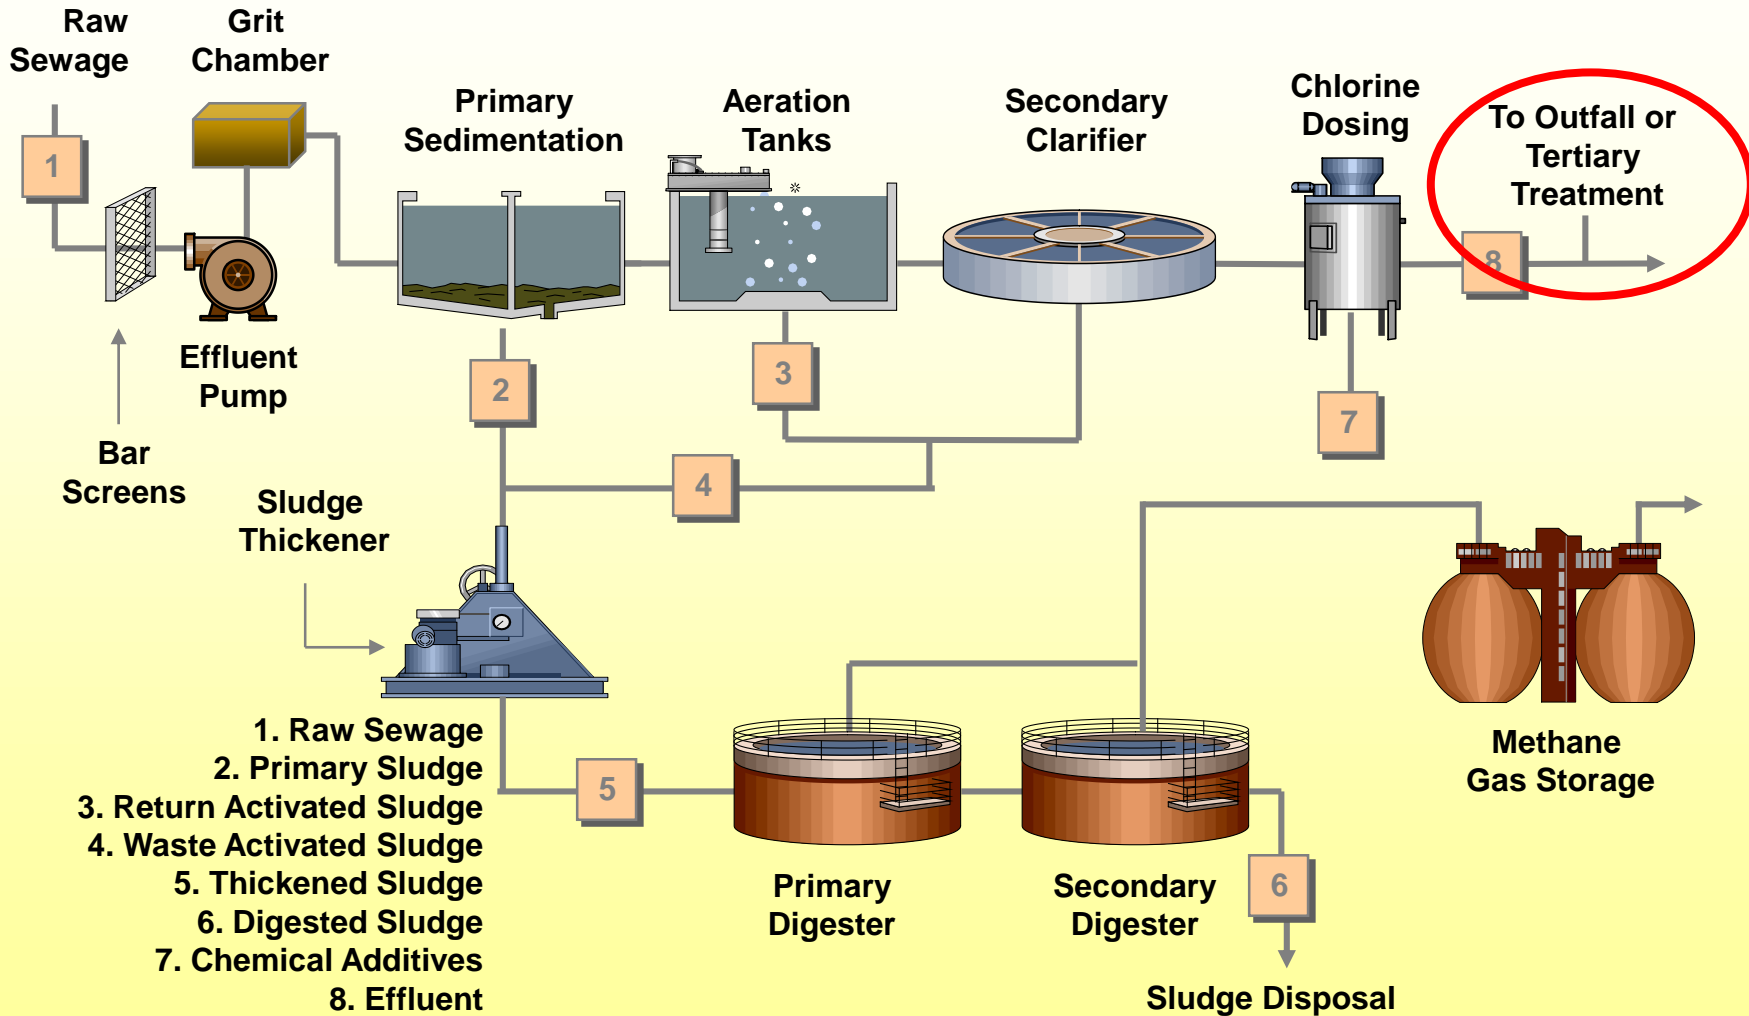 Raw
Sewage
Grit
Chamber
Primary
Sedimentation
Aeration
Tanks
Secondary
Clarifier
Chlorine
Dosing
To Outfall or
Tertiary
Treatment
1
8
Effluent
Pump
2
3
7
Bar
Screens
4
Sludge
Thickener
1. Raw Sewage
2. Primary Sludge
3. Return Activated Sludge
4. Waste Activated Sludge
5. Thickened Sludge
6. Digested Sludge
7. Chemical Additives
8. Effluent
5
Primary
Digester
Secondary
Digester
6
Sludge Disposal
Methane
Gas Storage